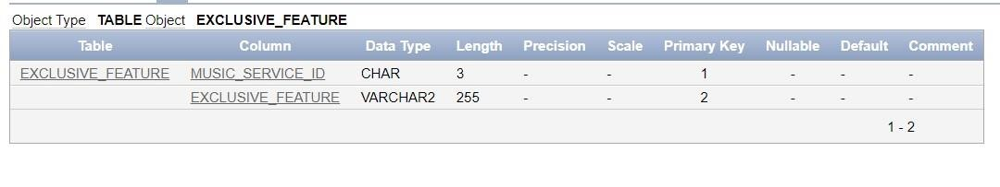 Object Type TABLE Object EXCLUSIVE_FEATURE
Table Column Data Type Length Precision Scale Primary Key Nullable Default Comment
EXCLUSIVE_FEATURE MUSIC_SERVICE_ID CHAR 3 - - 1 - - -
EXCLUSIVE_FEATURE VARCHAR2 255 - - 2 - - -
1 - 2